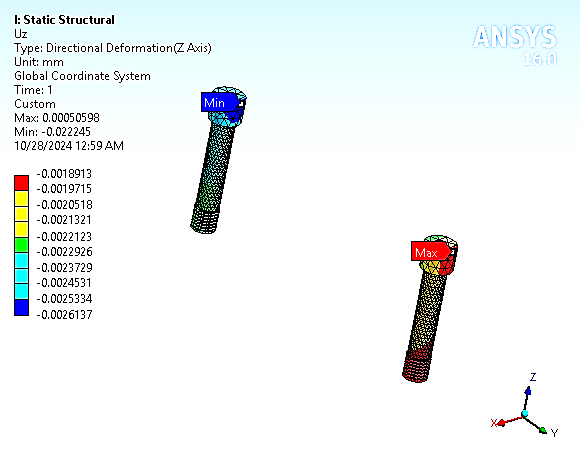 I: Static Structural
Uz
Type: Directional Deformation(Z Axis)
Unit: mm
Global Coordinate System
Time: 1
Custom
Max: 0.00050598
Min: -0.022245
10/28/2024 12:59 AM
ANSYS
16.0
-0.0018913
-0.0019715
-0.0020518
-0.0021321
-0.0022123
-0.0022926
-0.0023729
-0.0024531
-0.0025334
-0.0026137
Min
Max
Z
X
Y